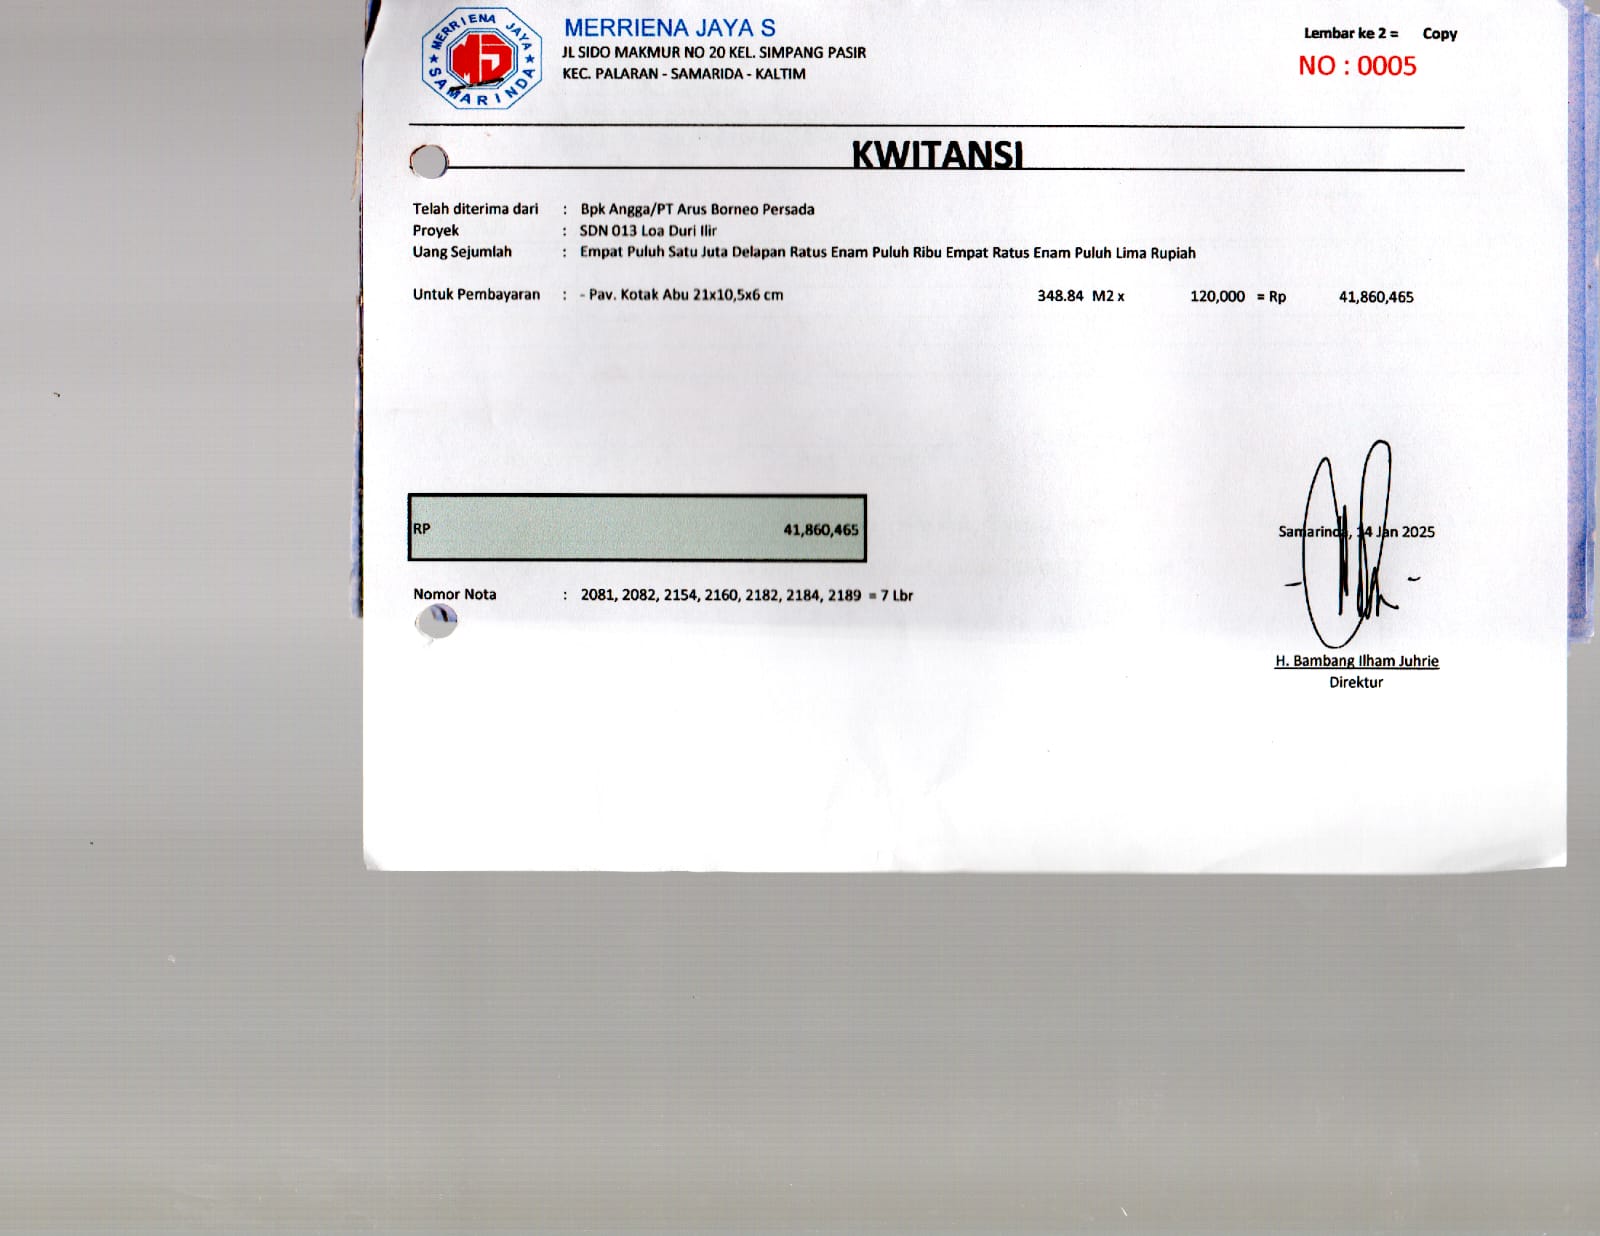 MERRIENA JAYA
SAMARINDA
MERRIENA JAYA S
JL SIDO MAKMUR NO 20 KEL. SIMPANG PASIR
KEC. PALARAN - SAMARIDA - KALTIM
Lembar ke 2 = Copy
NO : 0005
KWITANSI
Telah diterima dari : Bpk Angga/PT Arus Borneo Persada
Proyek : SDN 013 Loa Duri Ilir
Uang Sejumlah : Empat Puluh Satu Juta Delapan Ratus Enam Puluh Ribu Empat Ratus Enam Puluh Lima Rupiah
Untuk Pembayaran : - Pav. Kotak Abu 21x10,5x6 cm 348.84 M2 x 120,000 = Rp 41,860,465
RP 41,860,465
Samarinda, 14 Jan 2025
Nomor Nota : 2081, 2082, 2154, 2160, 2182, 2184, 2189 = 7 Lbr
H. Bambang Ilham Juhrie
Direktur